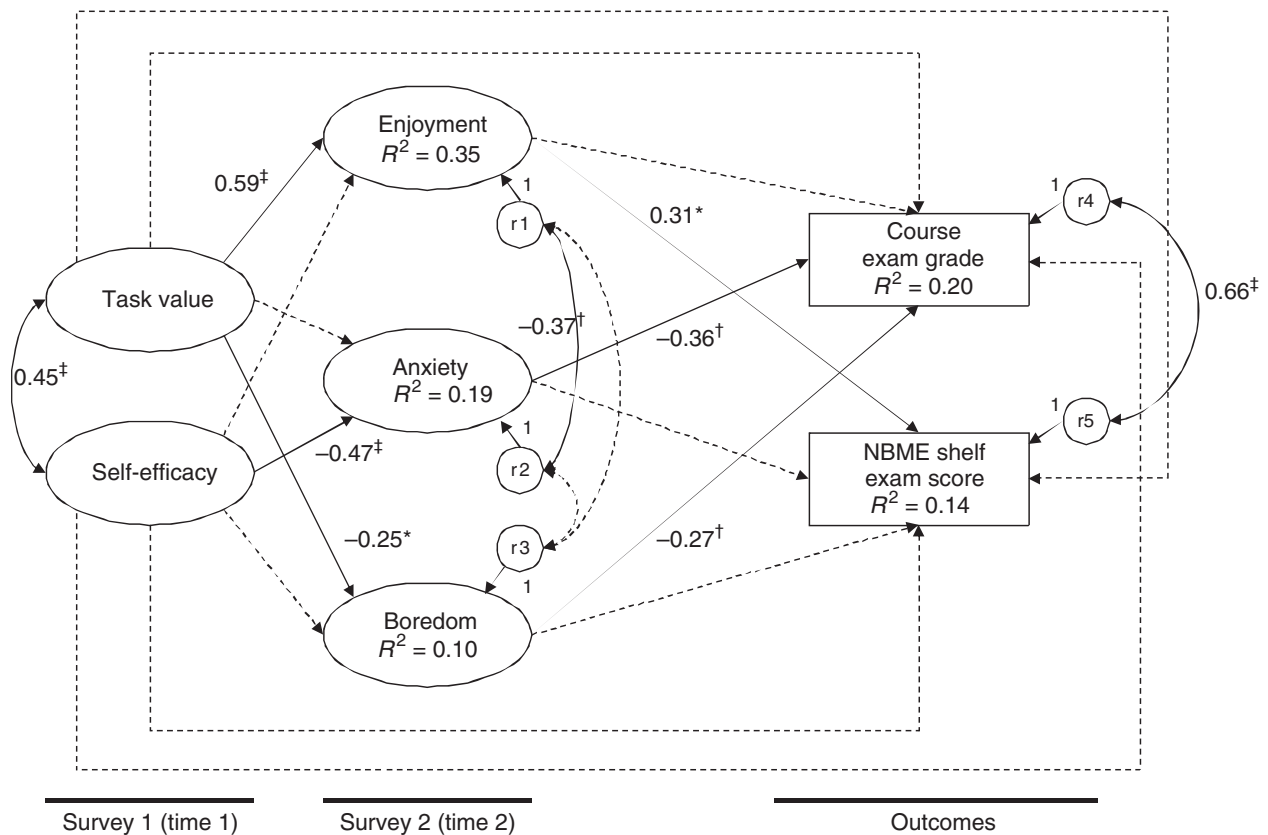 Enjoyment
R² = 0.35
0.59‡
1
r1
0.31*
1
r4
Course
exam grade
R² = 0.20
Task value
0.66‡
−0.37†
−0.36†
Anxiety
R² = 0.19
0.45‡
1
r5
1
−0.47‡
r2
Self-efficacy
NBME shelf
exam score
R² = 0.14
−0.25*
r3
−0.27†
1
Boredom
R² = 0.10
Survey 1 (time 1)
Survey 2 (time 2)
Outcomes